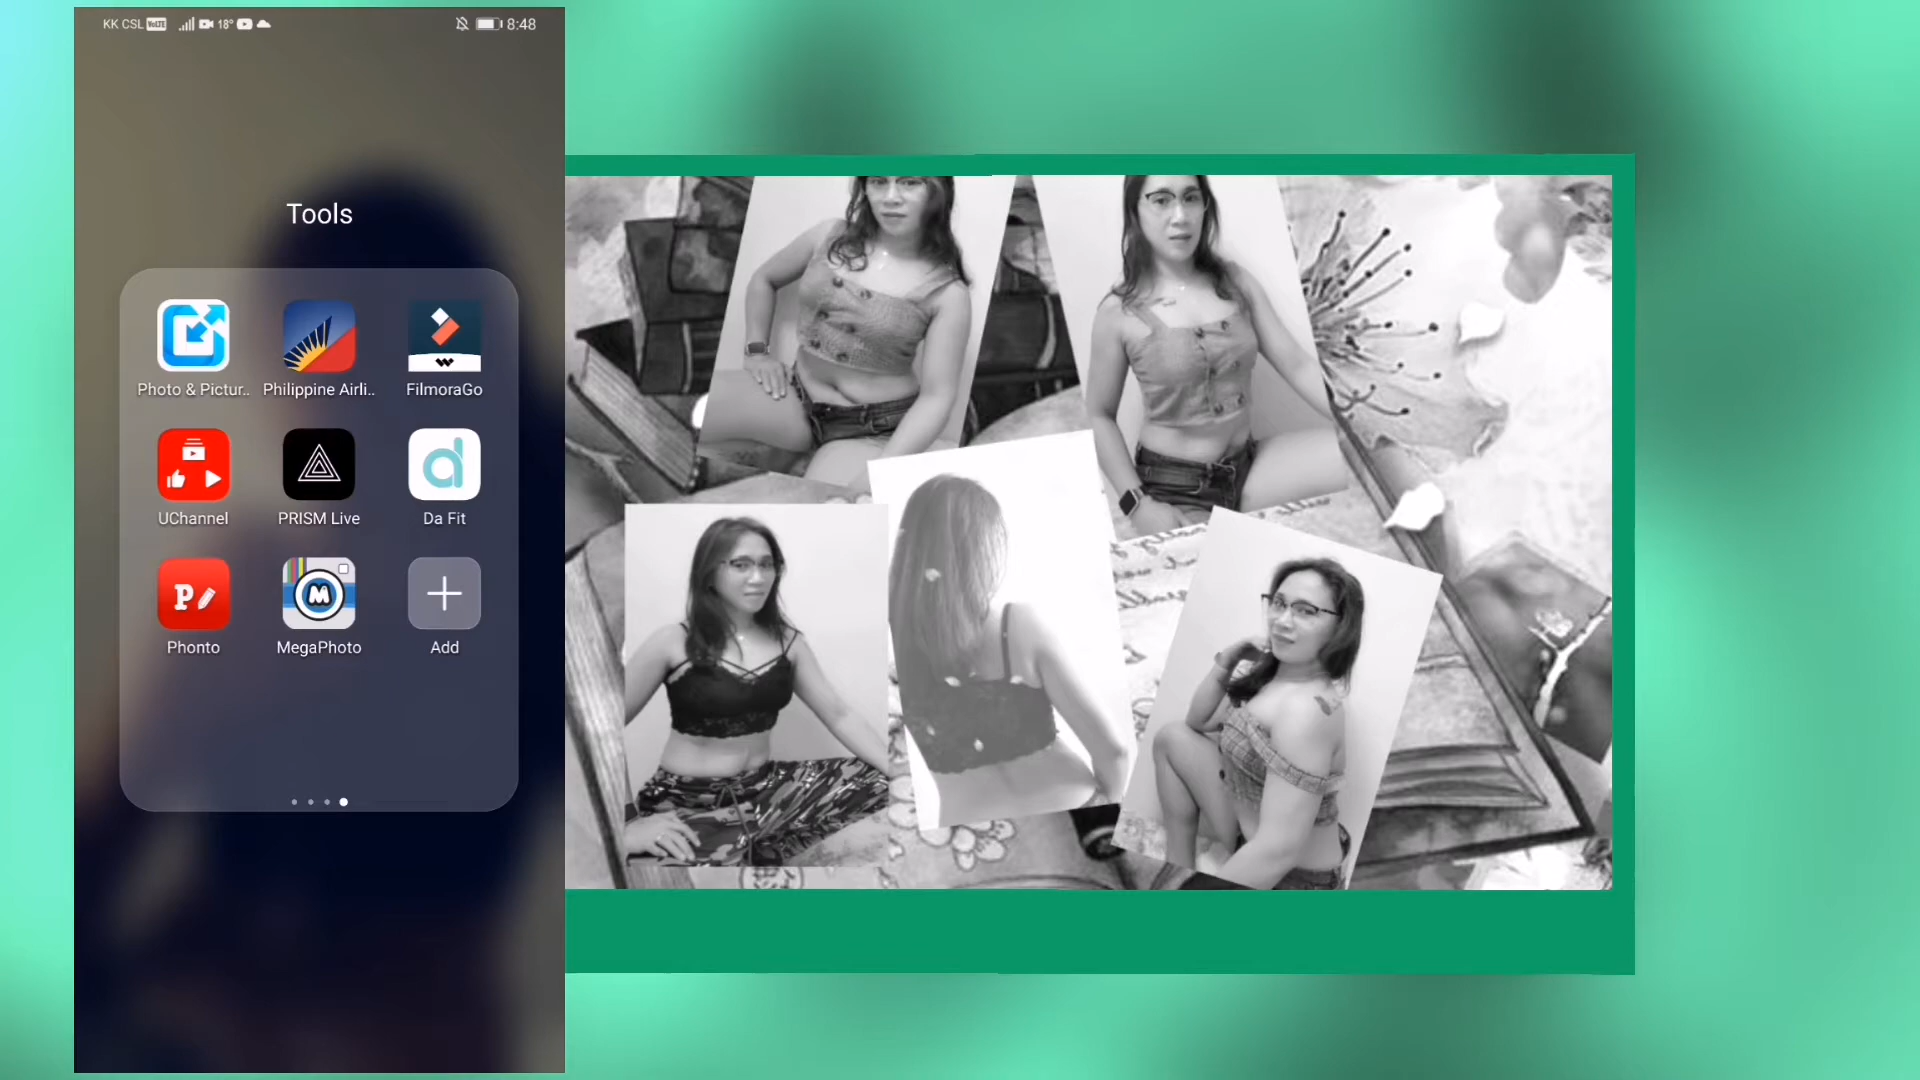 KK CSL VoLTE 18° 8:48
Tools
Photo & Pictur.. Philippine Airli.. FilmoraGo
UChannel PRISM Live Da Fit
Phonto MegaPhoto Add